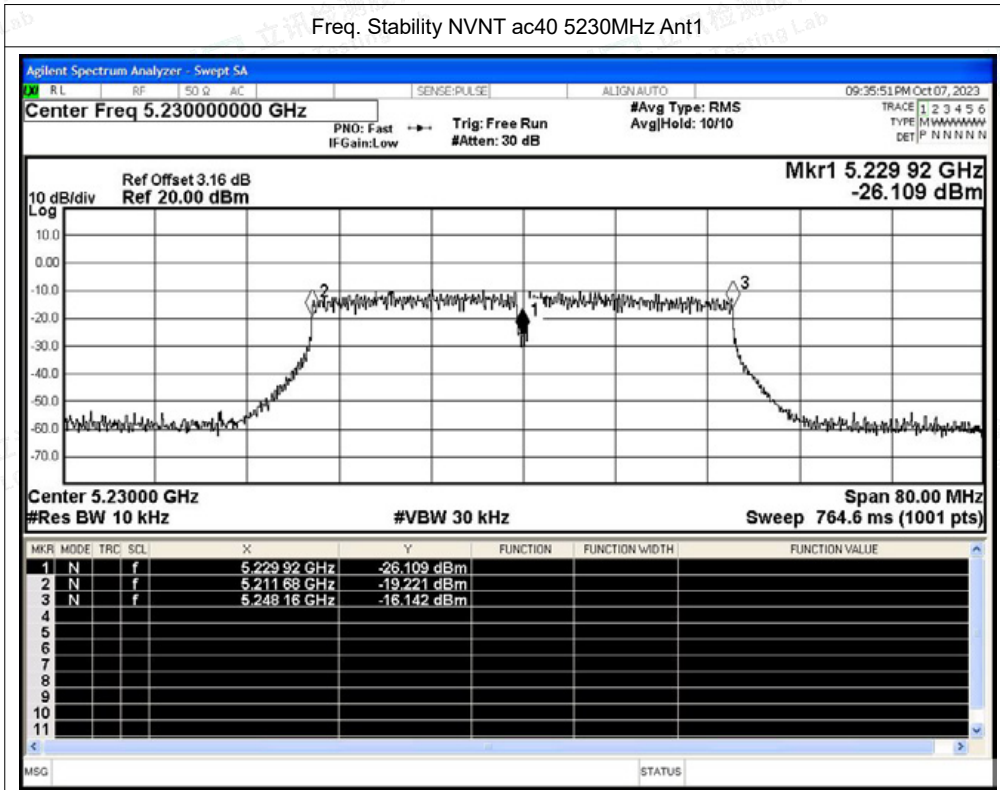 Freq. Stability NVNT ac40 5230MHz Ant1
Agilent Spectrum Analyzer - Swept SA
RL RF 50 Ω AC SENSE:PULSE ALIGN AUTO 09:35:51 PM Oct 07, 2023
Center Freq 5.230000000 GHz #Avg Type: RMS TRACE 1 2 3 4 5 6
PNO: Fast Trig: Free Run Avg|Hold: 10/10 TYPE M WWWWW
IFGain:Low #Atten: 30 dB DET P N N N N N
Mkr1 5.229 92 GHz
Ref Offset 3.16 dB
10 dB/div Ref 20.00 dBm -26.109 dBm
Log
10.0
0.00
-10.0
2
3
1
-20.0
-30.0
-40.0
-50.0
-60.0
-70.0
Center 5.23000 GHz Span 80.00 MHz
#Res BW 10 kHz #VBW 30 kHz Sweep 764.6 ms (1001 pts)
MKR MODE TRC SCL X Y FUNCTION FUNCTION WIDTH FUNCTION VALUE
1 N f 5.229 92 GHz -26.109 dBm
2 N f 5.211 68 GHz -19.221 dBm
3 N f 5.248 16 GHz -16.142 dBm
4
5
6
7
8
9
10
11
MSG STATUS